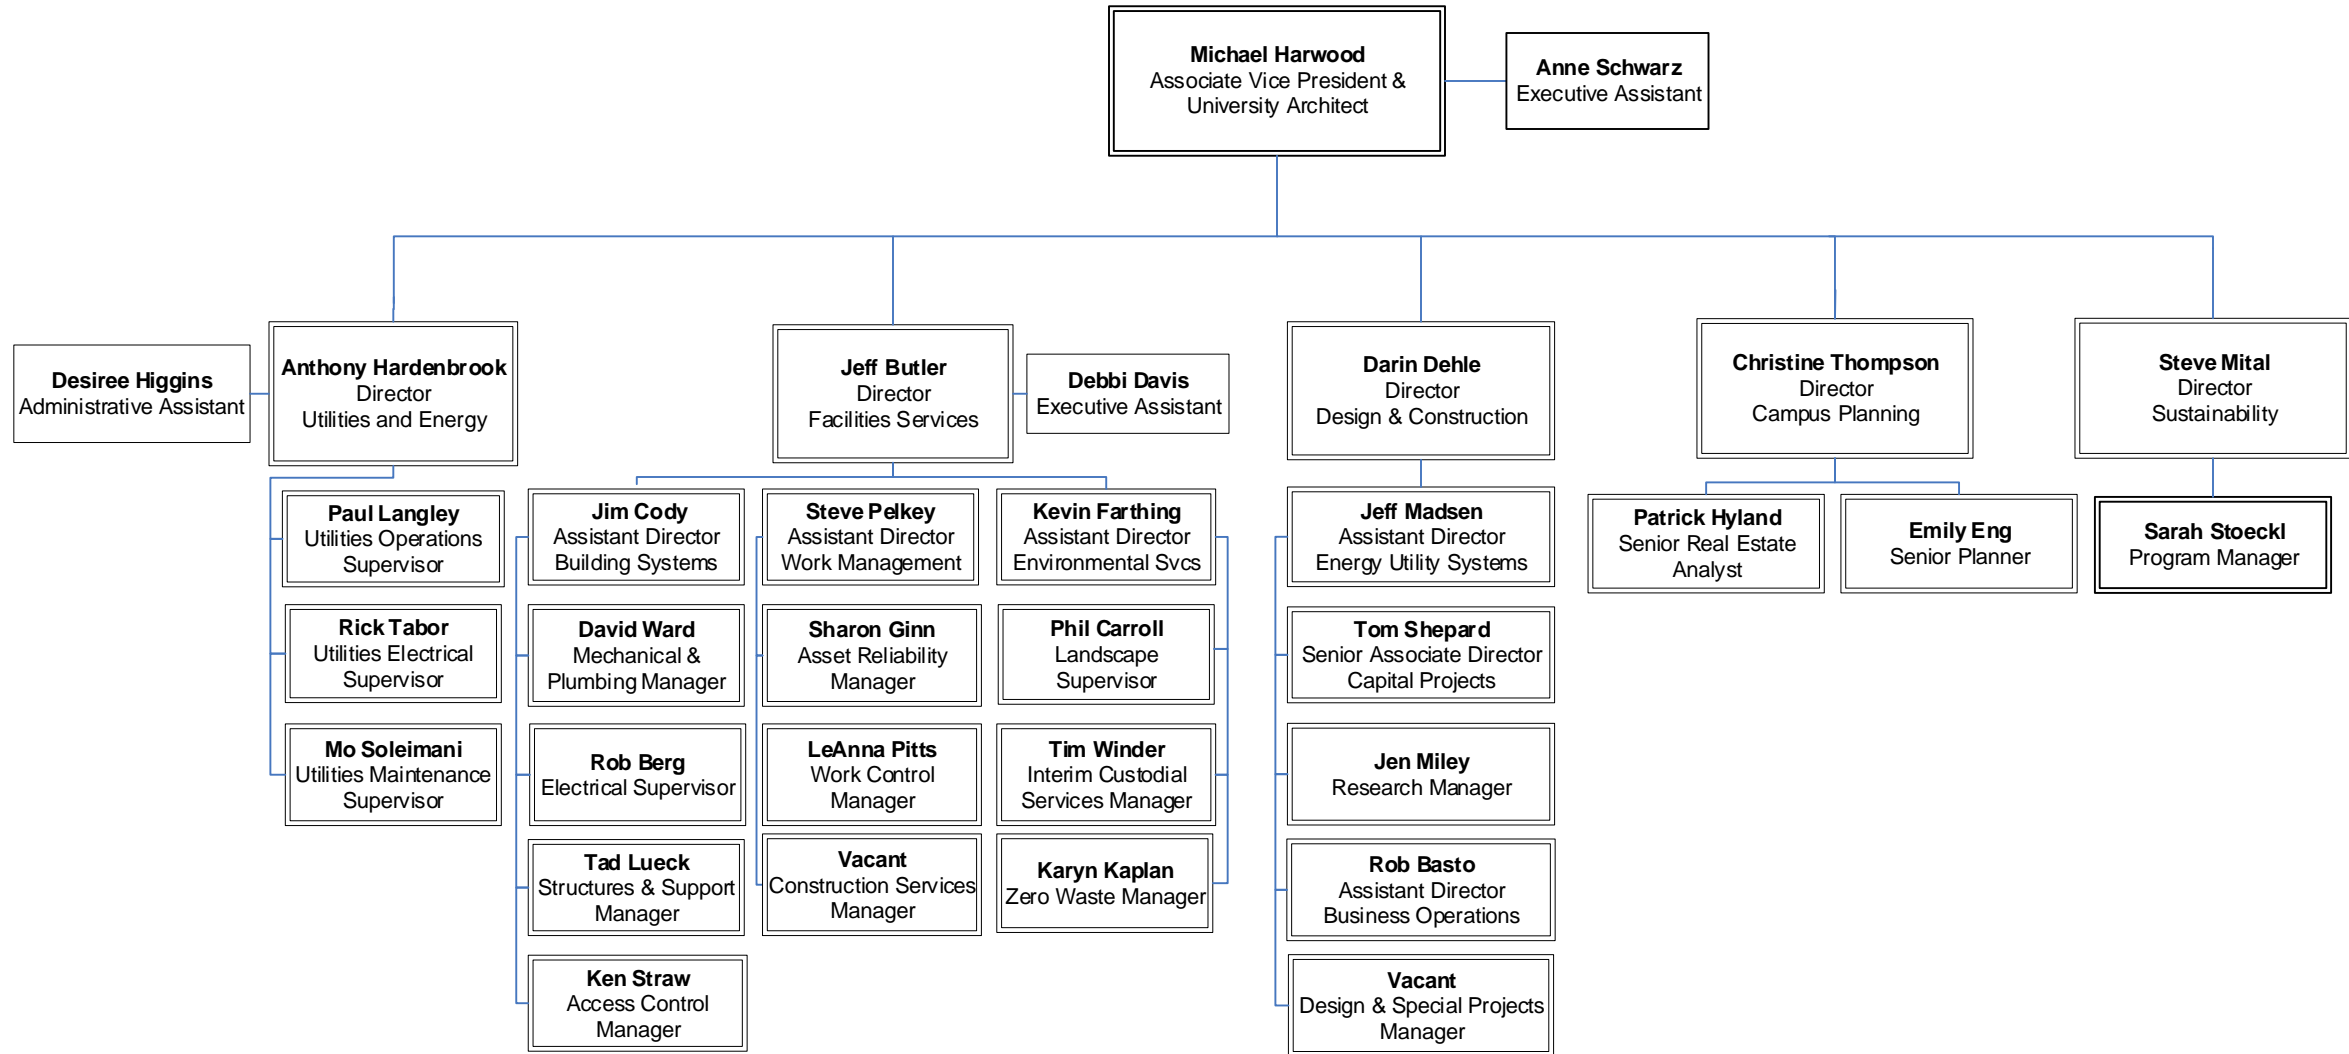 Michael Harwood
Associate Vice President &
University Architect
Anne Schwarz
Executive Assistant
Desiree Higgins
Administrative Assistant
Anthony Hardenbrook
Director
Utilities and Energy
Jeff Butler
Director
Facilities Services
Debbi Davis
Executive Assistant
Darin Dehle
Director
Design & Construction
Christine Thompson
Director
Campus Planning
Steve Mital
Director
Sustainability
Paul Langley
Utilities Operations
Supervisor
Rick Tabor
Utilities Electrical
Supervisor
Mo Soleimani
Utilities Maintenance
Supervisor
Jim Cody
Assistant Director
Building Systems
David Ward
Mechanical &
Plumbing Manager
Rob Berg
Electrical Supervisor
Tad Lueck
Structures & Support
Manager
Ken Straw
Access Control
Manager
Steve Pelkey
Assistant Director
Work Management
Sharon Ginn
Asset Reliability
Manager
LeAnna Pitts
Work Control
Manager
Vacant
Construction Services
Manager
Kevin Farthing
Assistant Director
Environmental Svcs
Phil Carroll
Landscape
Supervisor
Tim Winder
Interim Custodial
Services Manager
Karyn Kaplan
Zero Waste Manager
Jeff Madsen
Assistant Director
Energy Utility Systems
Tom Shepard
Senior Associate Director
Capital Projects
Jen Miley
Research Manager
Rob Basto
Assistant Director
Business Operations
Vacant
Design & Special Projects
Manager
Patrick Hyland
Senior Real Estate
Analyst
Emily Eng
Senior Planner
Sarah Stoeckl
Program Manager